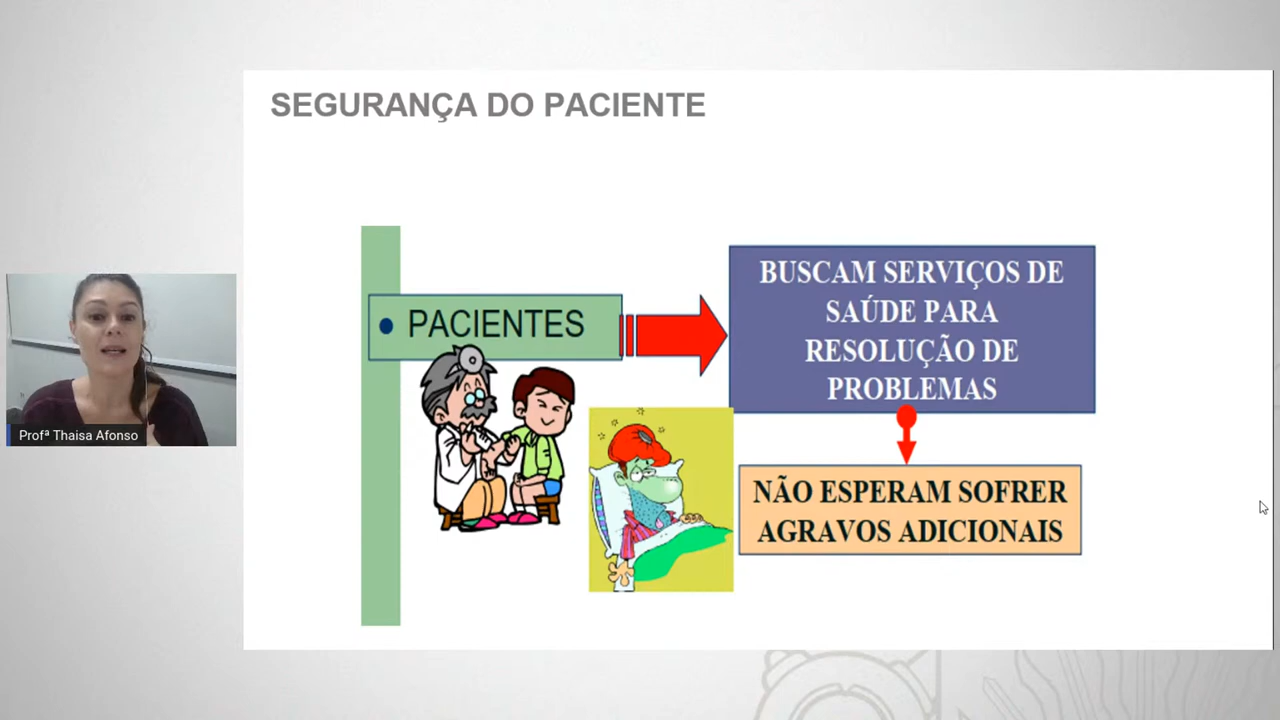 SEGURANÇA DO PACIENTE
• PACIENTES
BUSCAM SERVIÇOS DE
SAÚDE PARA
RESOLUÇÃO DE
PROBLEMAS
NÃO ESPERAM SOFRER
AGRAVOS ADICIONAIS
Profª Thaisa Afonso